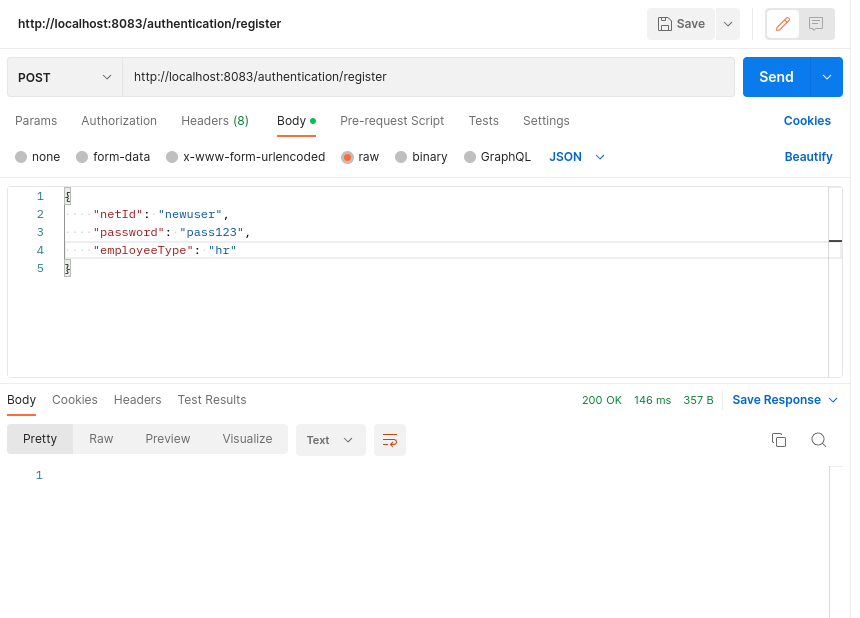 http://localhost:8083/authentication/register Save
POST http://localhost:8083/authentication/register Send
Params Authorization Headers (8) Body Pre-request Script Tests Settings Cookies
none form-data x-www-form-urlencoded raw binary GraphQL JSON Beautify
1 {
2 "netId": "newuser",
3 "password": "pass123",
4 "employeeType": "hr"
5 }
Body Cookies Headers Test Results 200 OK 146 ms 357 B Save Response
Pretty Raw Preview Visualize Text
1